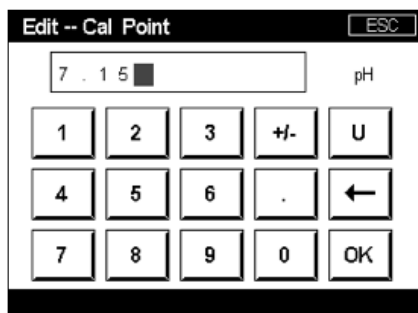 Edit -- Cal Point ESC
7 . 1 5 pH
1 2 3 +/- U
4 5 6 . ←
7 8 9 0 OK